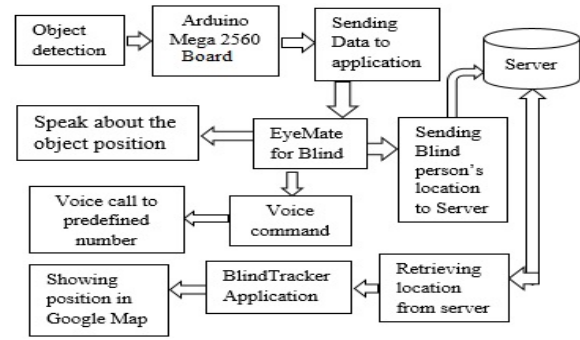 Object
detection
Arduino
Mega 2560
Board
Sending
Data to
application
Server
Speak about the
object position
EyeMate
for Blind
Sending
Blind
person's
location
to Server
Voice call to
predefined
number
Voice
command
Showing
position in
Google Map
BlindTracker
Application
Retrieving
location
from server